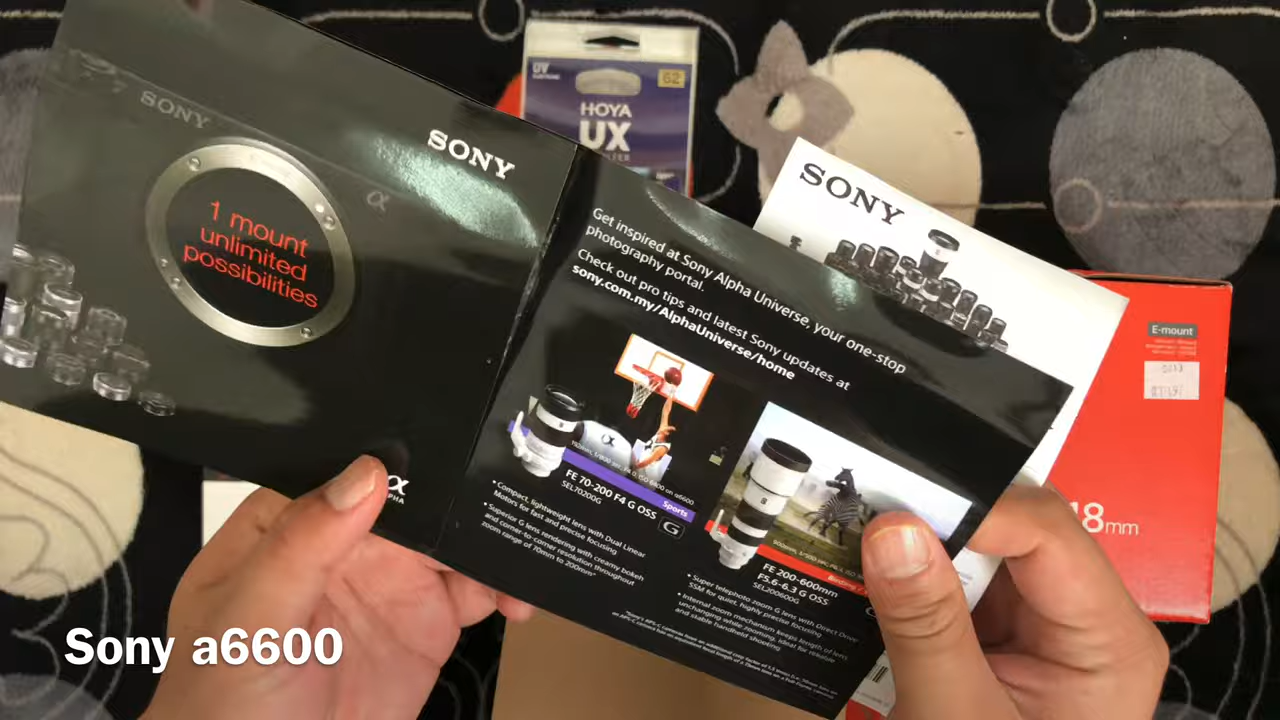 SONY
SONY
α
1 mount
unlimited
possibilities
α
Get inspired at Sony Alpha Universe, your one-stop
photography portal.
Check out pro tips and latest Sony updates at
sony.com.my/AlphaUniverse/home
α
Sports
FE 70-200 F4 G OSS
SEL70200G
G
• Compact, lightweight lens with Dual Linear
Motors for fast and precise focusing
• Superior G lens rendering with creamy bokeh
and corner-to-corner resolution throughout
zoom range of 70mm to 200mm*
FE 200-600mm
F5.6-6.3 G OSS
SEL200600G
• Super telephoto zoom G lens with Direct Drive
SSM for quiet, highly precise focusing
• Internal zoom mechanism keeps length of lens
unchanging while zooming, ideal for
and stable handheld shooting
UV
62
HOYA
UX
SONY
E-mount
18mm
Sony a6600